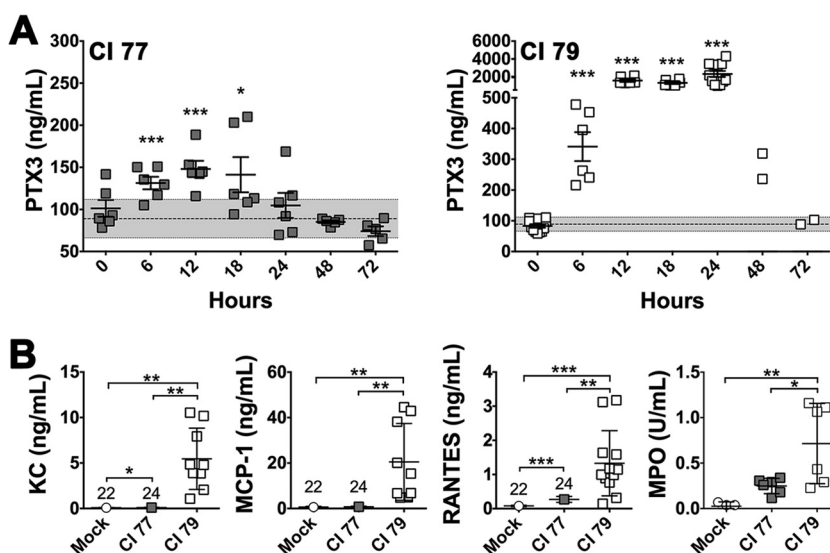 A
CI 77
CI 79
PTX3 (ng/mL)
300
250
200
150
100
50
***
***
*
0
6
12
18
24
48
72
Hours
PTX3 (ng/mL)
6000
4000
2000
500
400
300
200
100
0
***
***
***
***
0
6
12
18
24
48
72
Hours
B
KC (ng/mL)
15
10
5
0
**
**
*
22
24
Mock
CI 77
CI 79
MCP-1 (ng/mL)
60
40
20
0
**
**
22
24
Mock
CI 77
CI 79
RANTES (ng/mL)
4
3
2
1
0
***
**
***
22
24
Mock
CI 77
CI 79
MPO (U/mL)
1.5
1.0
0.5
0.0
**
*
Mock
CI 77
CI 79